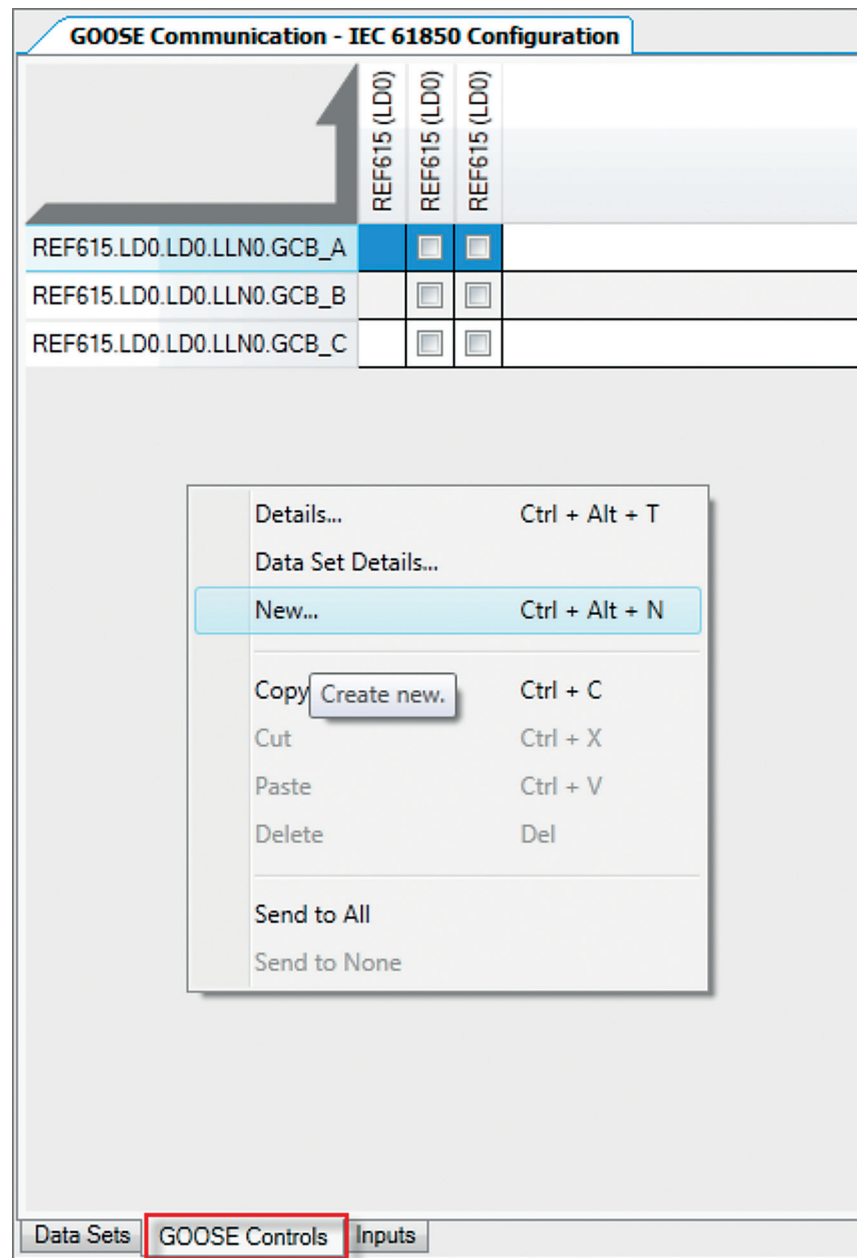 GOOSE Communication - IEC 61850 Configuration
REF615 (LD0)
REF615 (LD0)
REF615 (LD0)
REF615.LD0.LD0.LLN0.GCB_A
REF615.LD0.LD0.LLN0.GCB_B
REF615.LD0.LD0.LLN0.GCB_C
Details... Ctrl + Alt + T
Data Set Details...
New... Ctrl + Alt + N
Copy Ctrl + C
Create new.
Cut Ctrl + X
Paste Ctrl + V
Delete Del
Send to All
Send to None
Data Sets GOOSE Controls Inputs